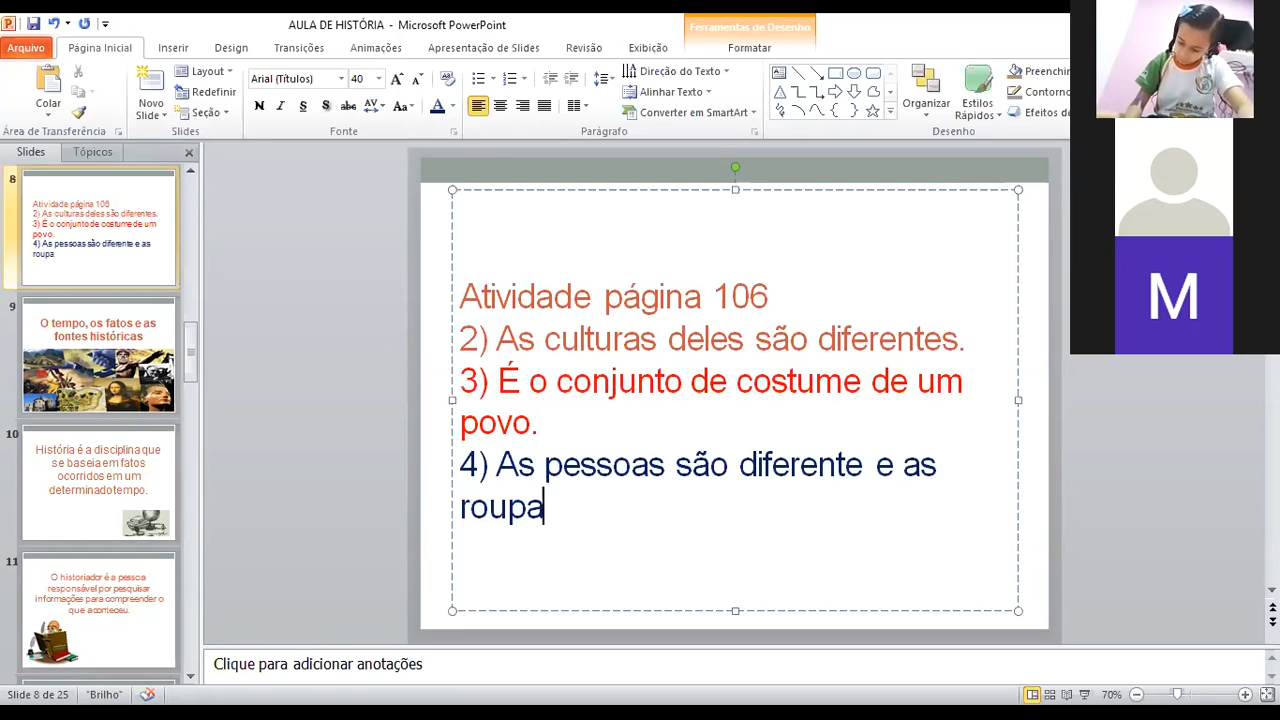 AULA DE HISTÓRIA - Microsoft PowerPoint
Ferramentas de Desenho
Arquivo Página Inicial Inserir Design Transições Animações Apresentação de Slides Revisão Exibição Formatar
Colar
Novo Slide
Layout
Redefinir
Seção
Arial (Títulos) 40
N I S S abc AV Aa A
Direção do Texto
Alinhar Texto
Converter em SmartArt
Organizar
Estilos Rápidos
Preenchir
Contorno
Efeitos de
Área de Transferência Slides Fonte Parágrafo Desenho
Slides Tópicos
8
Atividade página 106
2) As culturas deles são diferentes.
3) É o conjunto de costume de um
povo.
4) As pessoas são diferente e as
roupa
9
O tempo, os fatos e as
fontes históricas
10
História é a disciplina que
se baseia em fatos
ocorridos em um
determinado tempo.
11
O historiador é a pessoa
responsável por pesquisar
informações para compreender o
que aconteceu.
Atividade página 106
2) As culturas deles são diferentes.
3) É o conjunto de costume de um
povo.
4) As pessoas são diferente e as
roupa
M
Clique para adicionar anotações
Slide 8 de 25 "Brilho" 70%